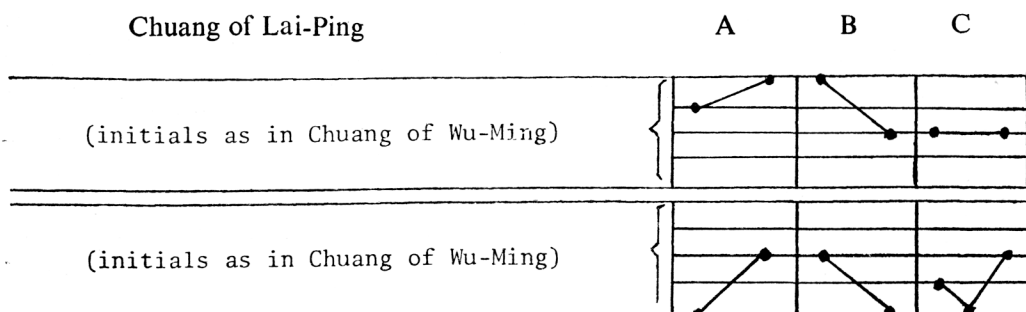 Chuang of Lai-Ping A B C
(initials as in Chuang of Wu-Ming)
(initials as in Chuang of Wu-Ming)